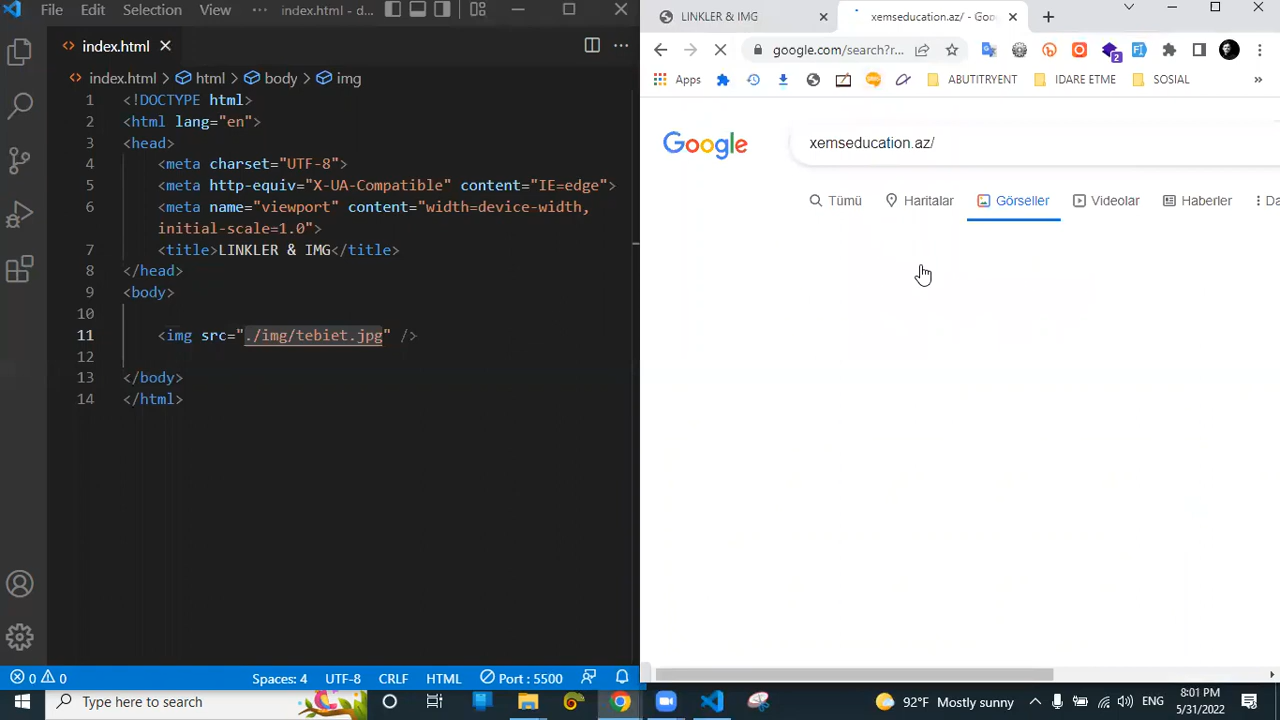 File Edit Selection View ··· index.html - d...
index.html
index.html > html > body > img
1 <!DOCTYPE html>
2 <html lang="en">
3 <head>
4 <meta charset="UTF-8">
5 <meta http-equiv="X-UA-Compatible" content="IE=edge">
6 <meta name="viewport" content="width=device-width,
initial-scale=1.0">
7 <title>LINKLER & IMG</title>
8 </head>
9 <body>
10
11 <img src="./img/tebiet.jpg" />
12
13 </body>
14 </html>
0 0 Spaces: 4 UTF-8 CRLF HTML Port : 5500
LINKLER & IMG
xemseducation.az/ - Goo
google.com/search?r...
2
Apps ABUTITRYENT IDARE ETME SOSIAL »
Google
xemseducation.az/
Tümü Haritalar Görseller Videolar Haberler Da
Type here to search
92°F Mostly sunny ENG 8:01 PM
5/31/2022